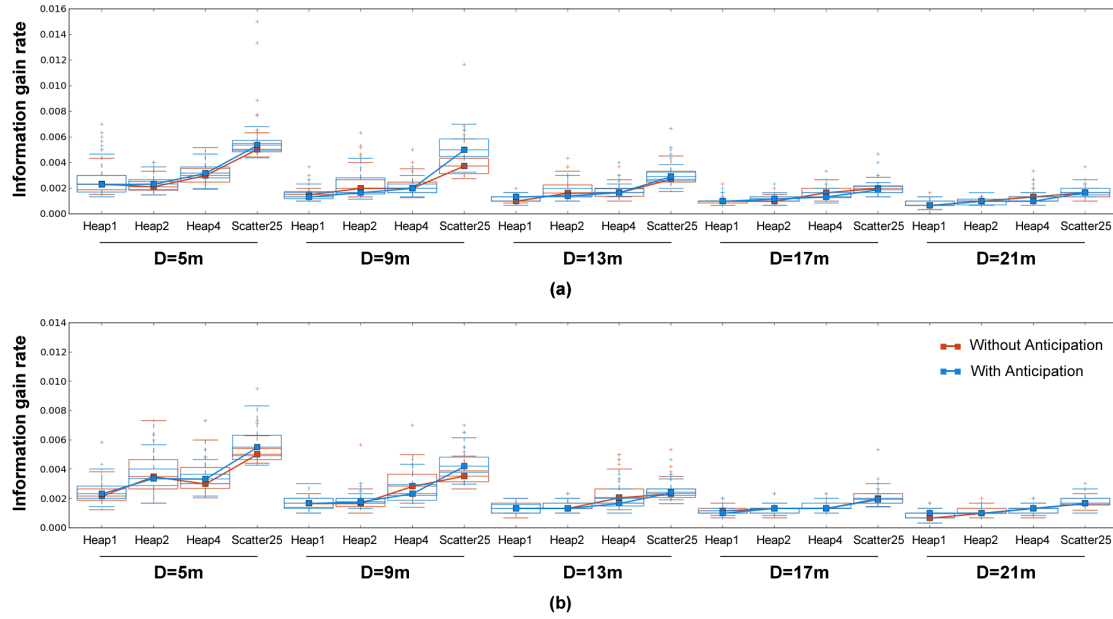 Information gain rate
0.016
0.014
0.012
0.010
0.008
0.006
0.004
0.002
0.000
Heap1 Heap2 Heap4 Scatter25 Heap1 Heap2 Heap4 Scatter25 Heap1 Heap2 Heap4 Scatter25 Heap1 Heap2 Heap4 Scatter25 Heap1 Heap2 Heap4 Scatter25
D=5m D=9m D=13m D=17m D=21m
(a)
Information gain rate
0.014
0.012
0.010
0.008
0.006
0.004
0.002
0.000
Without Anticipation
With Anticipation
Heap1 Heap2 Heap4 Scatter25 Heap1 Heap2 Heap4 Scatter25 Heap1 Heap2 Heap4 Scatter25 Heap1 Heap2 Heap4 Scatter25 Heap1 Heap2 Heap4 Scatter25
D=5m D=9m D=13m D=17m D=21m
(b)